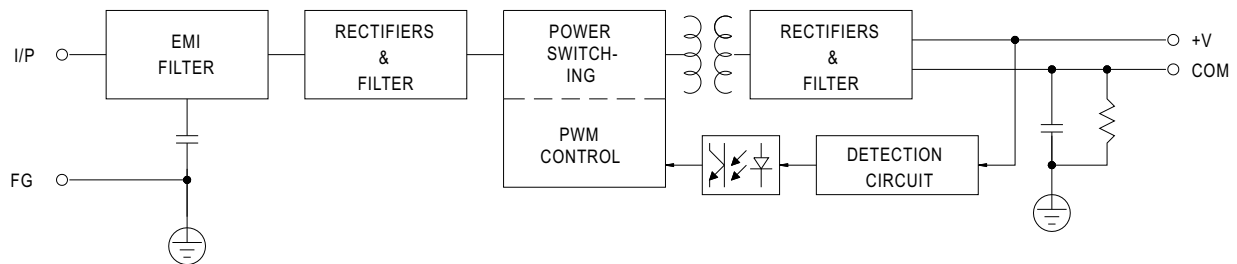 I/P
EMI
FILTER
RECTIFIERS
&
FILTER
POWER
SWITCH-
ING
PWM
CONTROL
RECTIFIERS
&
FILTER
+V
COM
DETECTION
CIRCUIT
FG